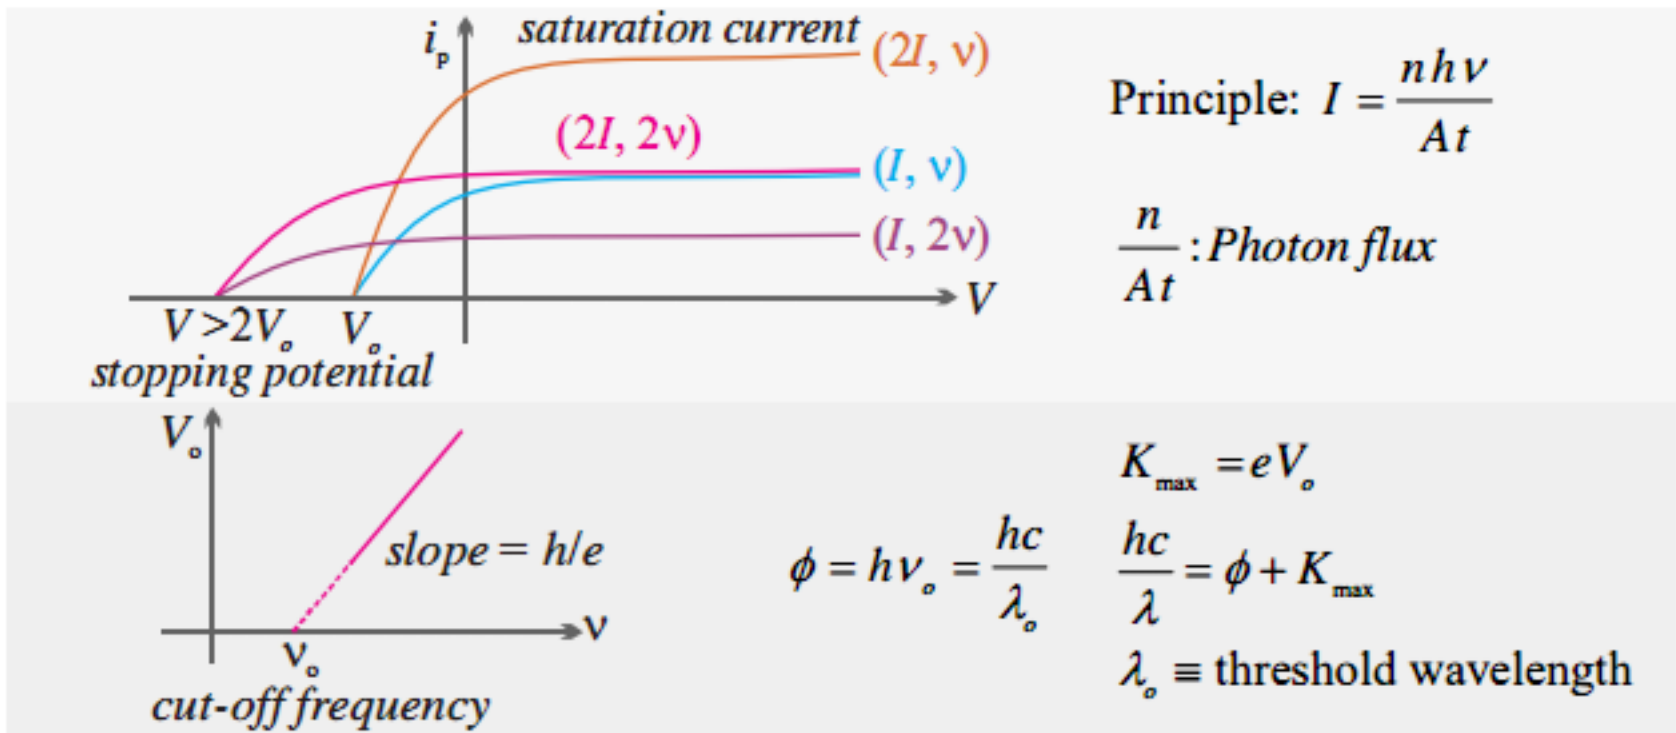 saturation current
i_p
(2I, ν)
(2I, 2ν)
(I, ν)
(I, 2ν)
V
V >2V_o
V_o
stopping potential
Principle: I = nhν / At
n / At : Photon flux
V_o
slope = h/e
ν
ν_o
cut-off frequency
K_max = eV_o
ϕ = hν_o = hc / λ_o
hc / λ = ϕ + K_max
λ_o ≡ threshold wavelength